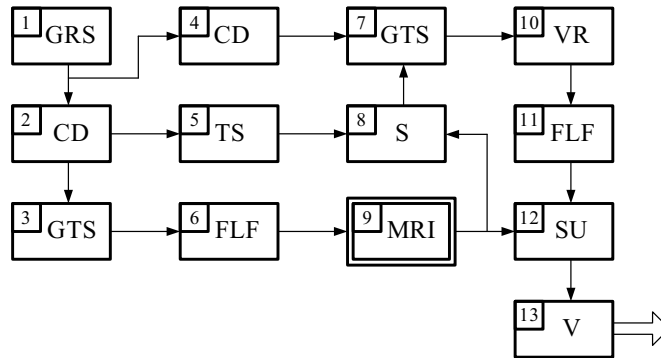 1 GRS
4 CD
7 GTS
10 VR
2 CD
5 TS
8 S
11 FLF
3 GTS
6 FLF
9 MRI
12 SU
13 V